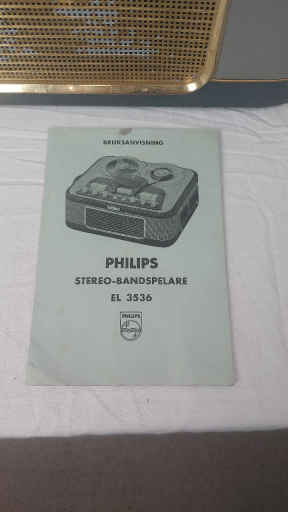 BRUKSANVISNING
PHILIPS
STEREO-BANDSPELARE
EL 3536
PHILIPS